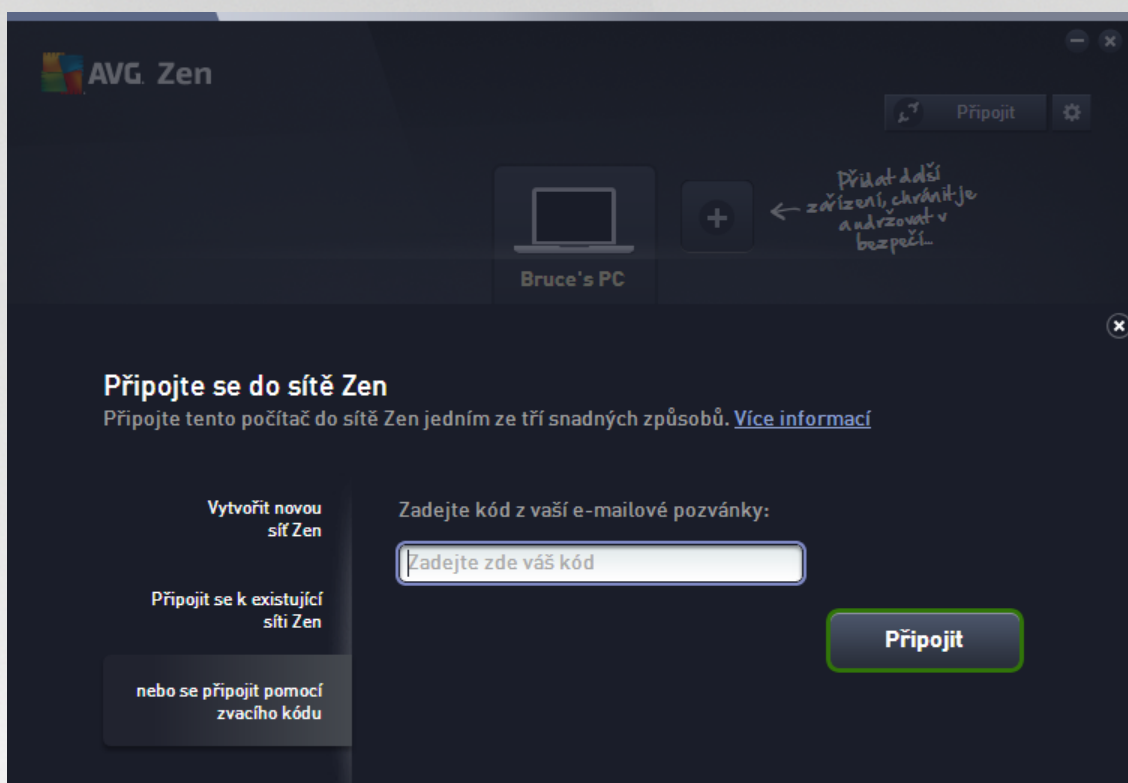 AVG. Zen
Připojit
Přidat další
zařízení, chránit je
a udržovat v
bezpečí...
Bruce's PC
Připojte se do sítě Zen
Připojte tento počítač do sítě Zen jedním ze tří snadných způsobů. Více informací
Vytvořit novou
síť Zen
Připojit se k existující
síti Zen
nebo se připojit pomocí
zvacího kódu
Zadejte kód z vaší e-mailové pozvánky:
Zadejte zde váš kód
Připojit